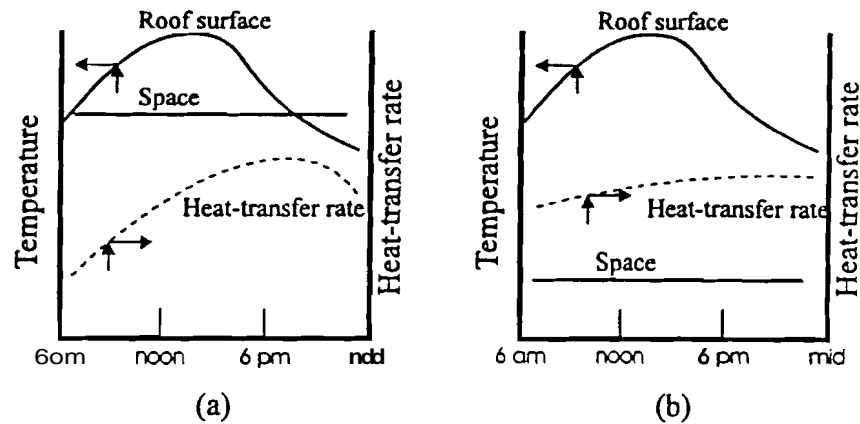 Roof surface
Space
Heat-transfer rate
Temperature
Heat-transfer rate
6am
noon
6 pm
(a)
Roof surface
Heat-transfer rate
Space
Temperature
Heat-transfer rate
6 am
noon
6 pm
mid
(b)